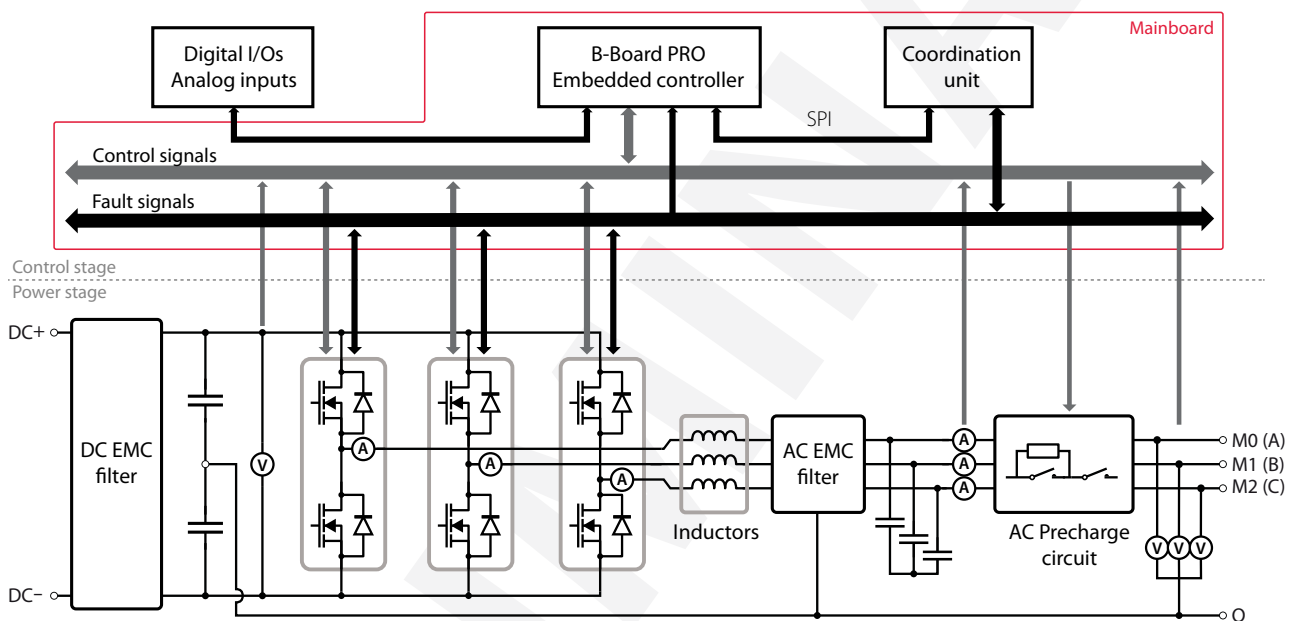 Mainboard
Digital I/Os
Analog inputs
B-Board PRO
Embedded controller
Coordination
unit
SPI
Control signals
Fault signals
Control stage
Power stage
DC+
DC EMC
filter
V
A
A
A
Inductors
AC EMC
filter
A
A
A
AC Precharge
circuit
M0 (A)
M1 (B)
M2 (C)
V
V
V
DC−
O